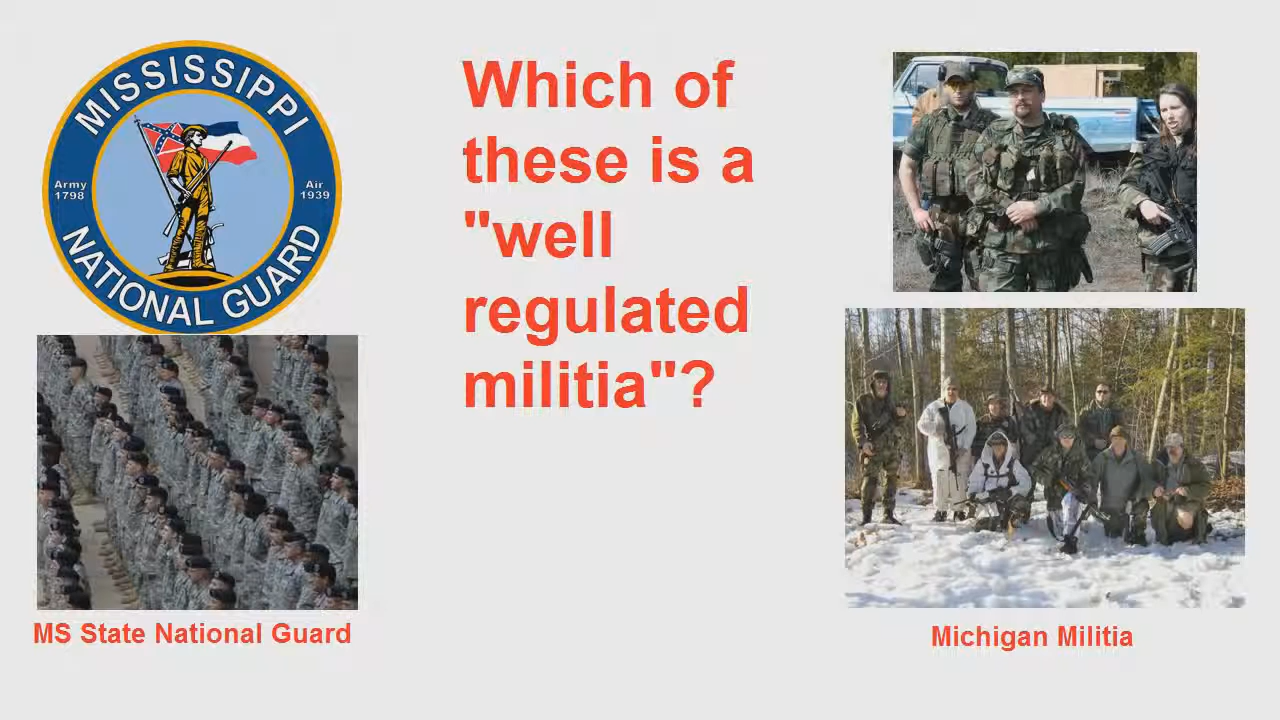 MISSISSIPPI
Army
1798
Air
1939
NATIONAL GUARD
MS State National Guard
Which of
these is a
"well
regulated
militia"?
Michigan Militia